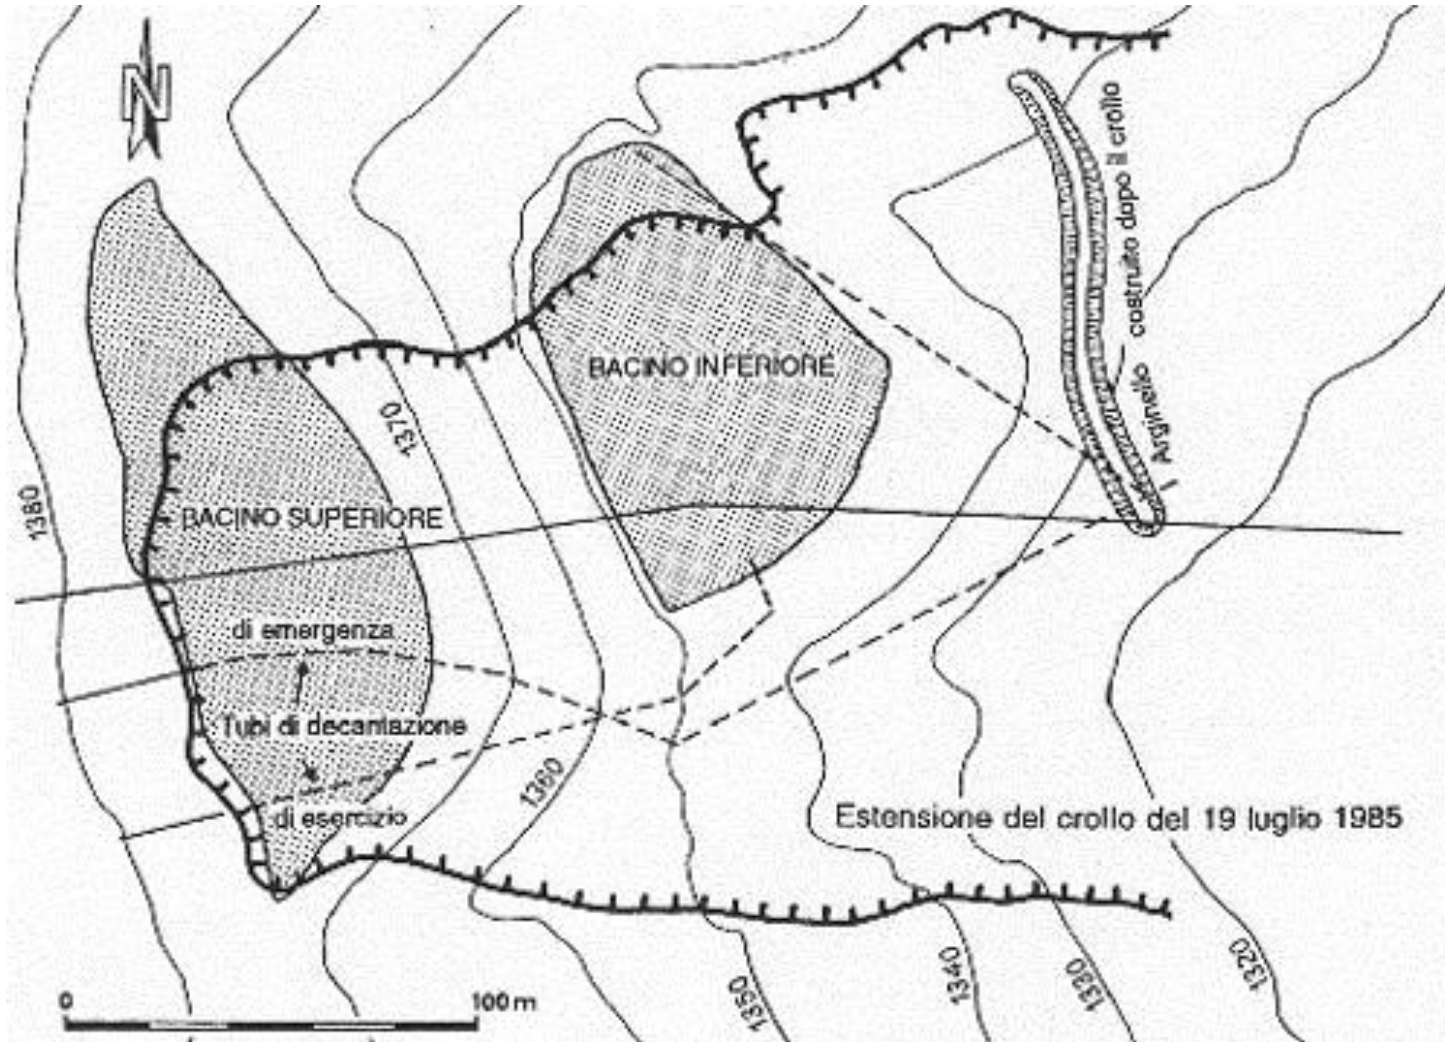 N
costruito dapo il crollo
Arginello
BACINO INFERIORE
1370
1380
BACINO SUPERIORE
di emergenza
Tubi di decantazione
1360
di esercizio
Estensione del crollo del 19 luglio 1985
1350
1340
1330
1320
0
100 m